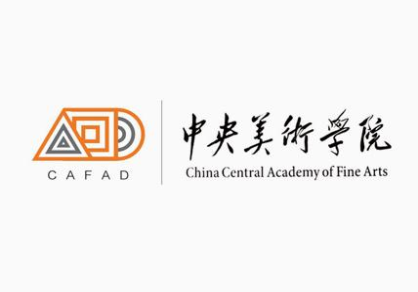 CAFAD
中央美術學院
China Central Academy of Fine Arts